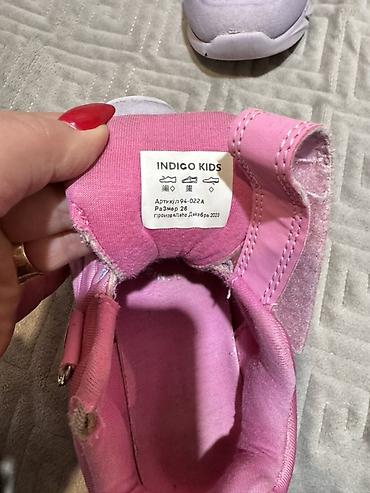 INDIGO KIDS
Артикул 94-022A
Размер 26
Произведено Декабрь 2023